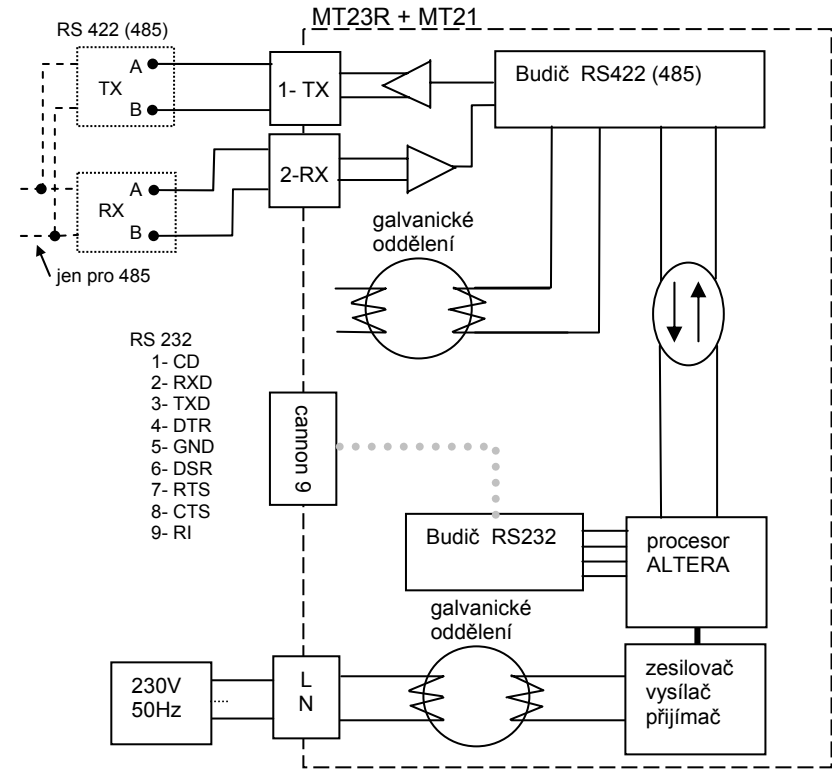 MT23R + MT21
RS 422 (485)
A
TX
B
1- TX
Budič RS422 (485)
A
RX
B
2-RX
jen pro 485
galvanické
oddělení
RS 232
1- CD
2- RXD
3- TXD
4- DTR
5- GND
6- DSR
7- RTS
8- CTS
9- RI
cannon 9
Budič RS232
procesor
ALTERA
galvanické
oddělení
230V
50Hz
L
N
zesilovač
vysílač
přijímač